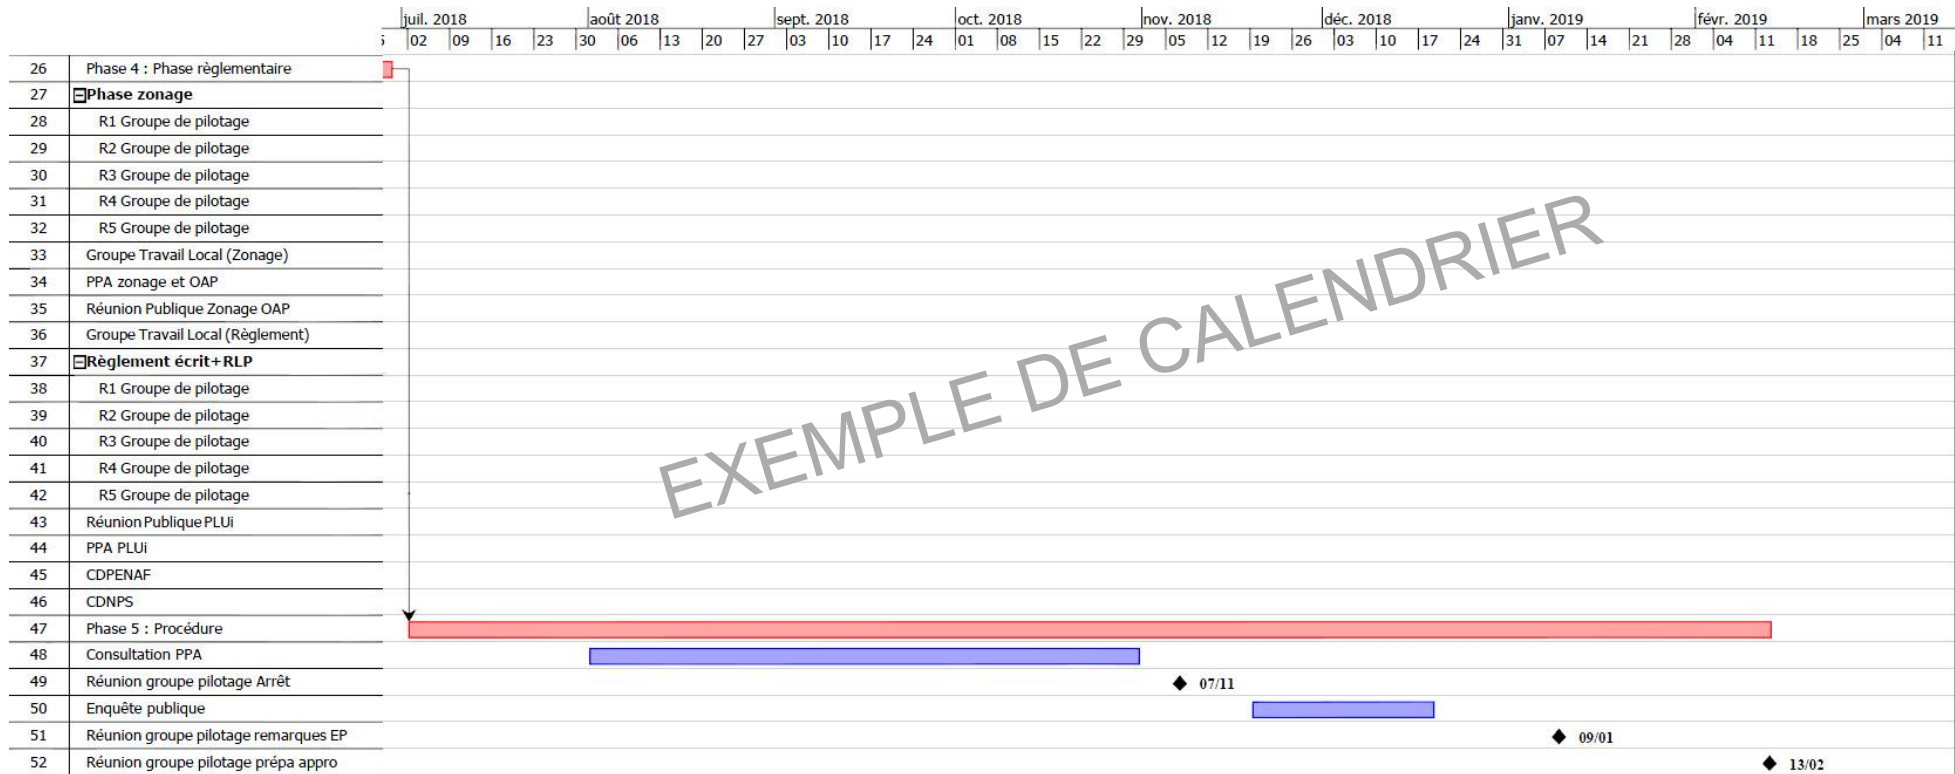 juil. 2018 août 2018 sept. 2018 oct. 2018 nov. 2018 déc. 2018 janv. 2019 févr. 2019 mars 2019
02 09 16 23 30 06 13 20 27 03 10 17 24 01 08 15 22 29 05 12 19 26 03 10 17 24 31 07 14 21 28 04 11 18 25 04 11
26 Phase 4 : Phase règlementaire
27 Phase zonage
28 R1 Groupe de pilotage
29 R2 Groupe de pilotage
30 R3 Groupe de pilotage
31 R4 Groupe de pilotage
32 R5 Groupe de pilotage
33 Groupe Travail Local (Zonage)
34 PPA zonage et OAP
35 Réunion Publique Zonage OAP
36 Groupe Travail Local (Règlement)
37 Règlement écrit+RLP
38 R1 Groupe de pilotage
39 R2 Groupe de pilotage
40 R3 Groupe de pilotage
41 R4 Groupe de pilotage
42 R5 Groupe de pilotage
43 Réunion Publique PLUi
44 PPA PLUi
45 CDPENAF
46 CDNPS
47 Phase 5 : Procédure
48 Consultation PPA
49 Réunion groupe pilotage Arrêt 07/11
50 Enquête publique
51 Réunion groupe pilotage remarques EP 09/01
52 Réunion groupe pilotage prépa appro 13/02
EXEMPLE DE CALENDRIER